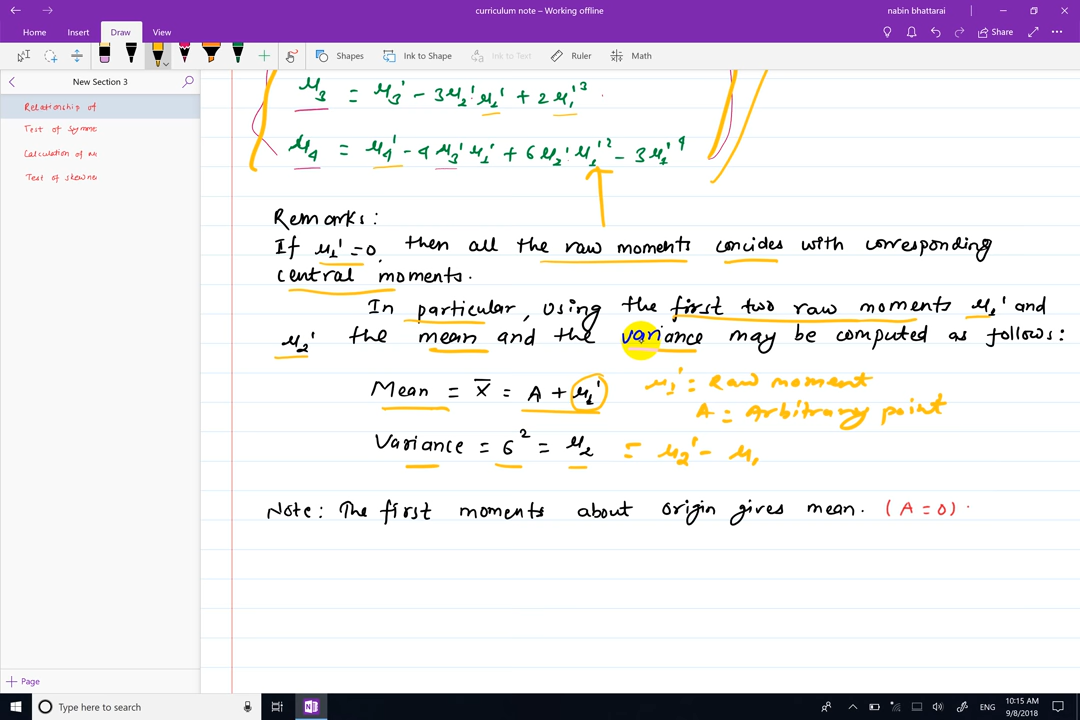 curriculum note – Working offline
nabin bhattarai
Home Insert Draw View
Share
Shapes Ink to Shape Ink to Text Ruler Math
New Section 3
Relationship of
Test of Symme
Calculation of
Test of skewne
μ₃ = μ₃' − 3μ₂'μ₁' + 2μ₁'³
μ₄ = μ₄' − 4μ₃'μ₁' + 6μ₂'μ₁'² − 3μ₁'⁴
Remarks:
If μ₁' = 0, then all the raw moments concides with corresponding
central moments.
In particular, using the first two raw moments μ₁' and
μ₂' the mean and the variance may be computed as follows:
Mean = X̄ = A + μ₁' μ₁' = Raw moment
A = Arbitrary point
Variance = 6² = μ₂ = μ₂' − μ₁
Note: The first moments about origin gives mean. (A = 0).
+ Page
Type here to search
ENG
10:15 AM
9/8/2018